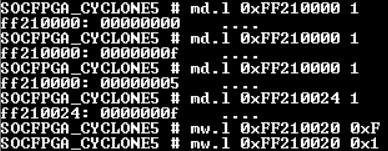 SOCFPGA_CYCLONE5 # md.l 0xFF210000 1
ff210000: 00000000    ....
SOCFPGA_CYCLONE5 # md.l 0xFF210000 1
ff210000: 0000000f    ....
SOCFPGA_CYCLONE5 # md.l 0xFF210000 1
ff210000: 00000005    ....
SOCFPGA_CYCLONE5 # md.l 0xFF210024 1
ff210024: 0000000f    ....
SOCFPGA_CYCLONE5 # mw.l 0xFF210020 0xF
SOCFPGA_CYCLONE5 # mw.l 0xFF210020 0x1